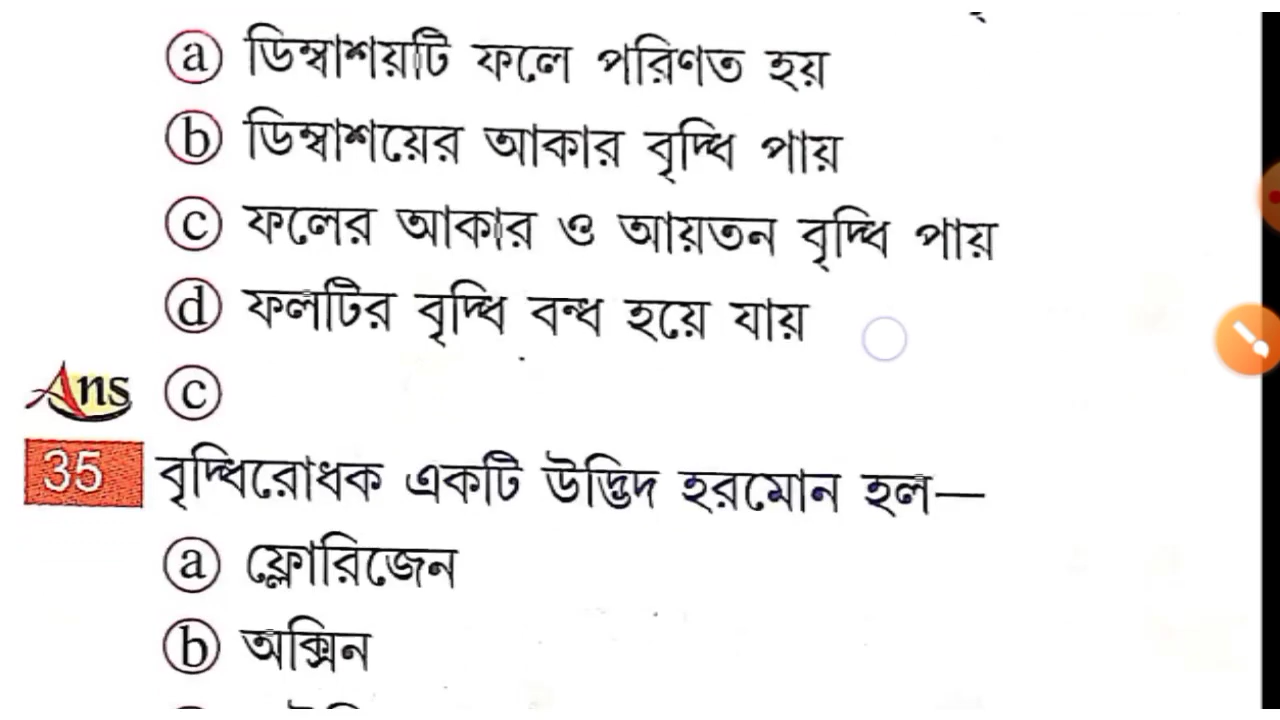 ⓐ ডিম্বাশয়টি ফলে পরিণত হয়
ⓑ ডিম্বাশয়ের আকার বৃদ্ধি পায়
ⓒ ফলের আকার ও আয়তন বৃদ্ধি পায়
ⓓ ফলটির বৃদ্ধি বন্ধ হয়ে যায়
Ans ⓒ
35 বৃদ্ধিরোধক একটি উদ্ভিদ হরমোন হল—
ⓐ ফ্লোরিজেন
ⓑ অক্সিন